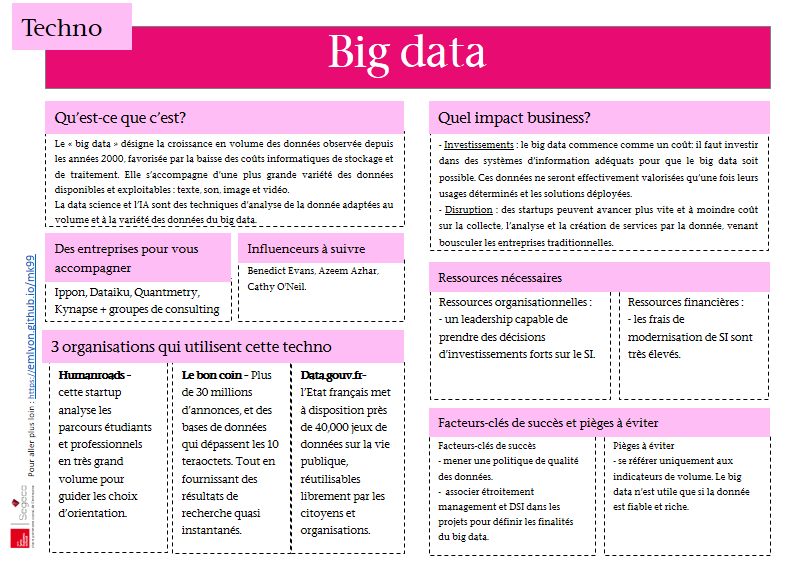 Techno
Big data
Qu'est-ce que c'est?
Le « big data » désigne la croissance en volume des données observée depuis
les années 2000, favorisée par la baisse des coûts informatiques de stockage et
de traitement. Elle s'accompagne d'une plus grande variété des données
disponibles et exploitables : texte, son, image et vidéo.
La data science et l'IA sont des techniques d'analyse de la donnée adaptées au
volume et à la variété des données du big data.
Des entreprises pour vous
accompagner
Ippon, Dataiku, Quantmetry,
Kynapse + groupes de consulting
Influenceurs à suivre
Benedict Evans, Azeem Azhar,
Cathy O'Neil.
3 organisations qui utilisent cette techno
Humanroads -
cette startup
analyse les
parcours étudiants
et professionnels
en très grand
volume pour
guider les choix
d'orientation.
Le bon coin - Plus
de 30 millions
d'annonces, et des
bases de données
qui dépassent les 10
teraoctets. Tout en
fournissant des
résultats de
recherche quasi
instantanés.
Data.gouv.fr-
l'Etat français met
à disposition près
de 40,000 jeux de
données sur la vie
publique,
réutilisables
librement par les
citoyens et
organisations.
Quel impact business?
- Investissements : le big data commence comme un coût: il faut investir
dans des systèmes d'information adéquats pour que le big data soit
possible. Ces données ne seront effectivement valorisées qu'une fois leurs
usages déterminés et les solutions déployées.
- Disruption : des startups peuvent avancer plus vite et à moindre coût
sur la collecte, l'analyse et la création de services par la donnée, venant
bousculer les entreprises traditionnelles.
Ressources nécessaires
Ressources organisationnelles :
- un leadership capable de
prendre des décisions
d'investissements forts sur le SI.
Ressources financières :
- les frais de
modernisation de SI sont
très élevés.
Facteurs-clés de succès et pièges à éviter
Facteurs-clés de succès
- mener une politique de qualité
des données.
- associer étroitement
management et DSI dans les
projets pour définir les finalités
du big data.
Pièges à éviter
- se référer uniquement aux
indicateurs de volume. Le big
data n'est utile que si la donnée
est fiable et riche.
Pour aller plus loin : https://emlyon.github.io/mk99
Segeco